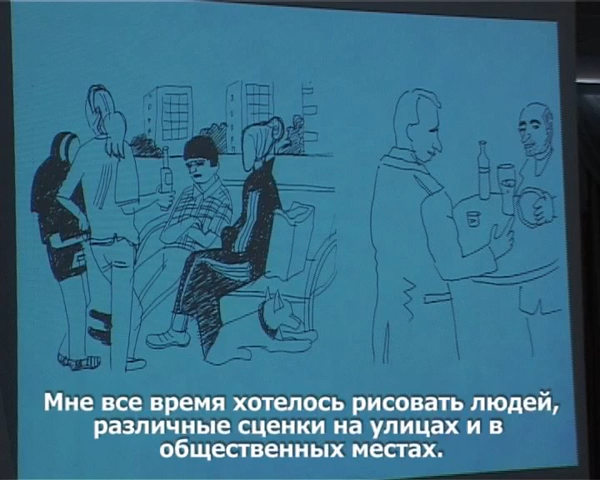 Мне все время хотелось рисовать людей,
различные сценки на улицах и в
общественных местах.